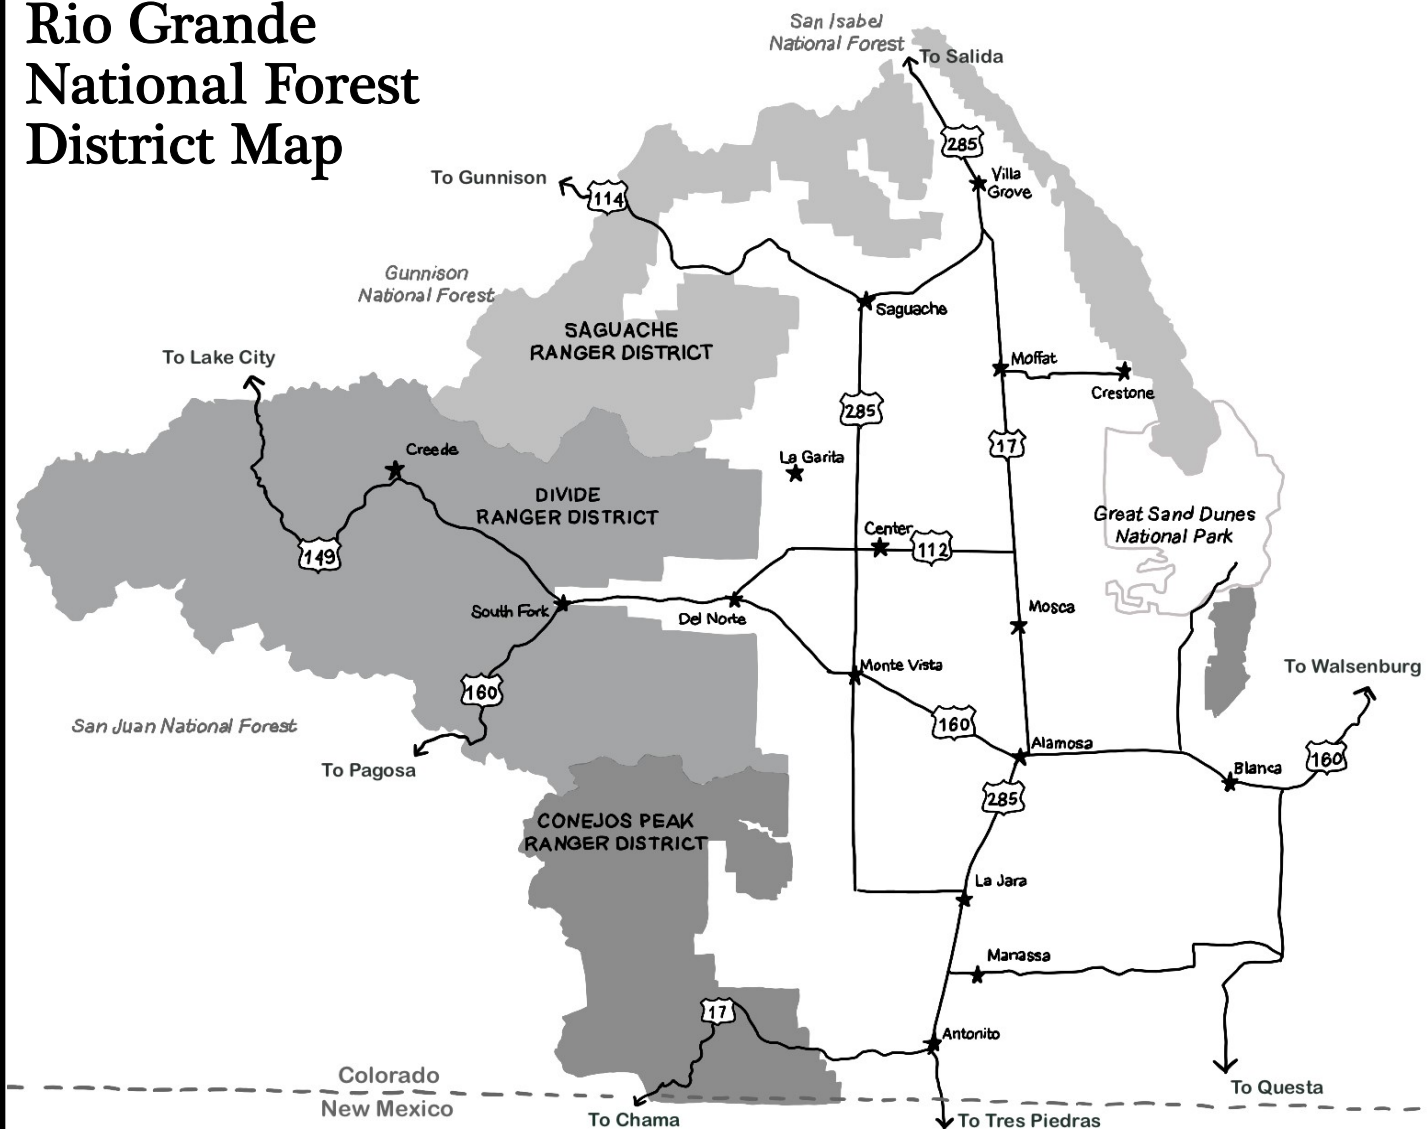 Rio Grande
National Forest
District Map
San Isabel
National Forest
To Salida
285
Villa
Grove
To Gunnison
114
Gunnison
National Forest
Saguache
SAGUACHE
RANGER DISTRICT
To Lake City
Moffat
Crestone
285
17
Creede
La Garita
DIVIDE
RANGER DISTRICT
Great Sand Dunes
National Park
Center
112
149
South Fork
Del Norte
Mosca
Monte Vista
To Walsenburg
160
San Juan National Forest
160
Alamosa
To Pagosa
Blanca
160
285
CONEJOS PEAK
RANGER DISTRICT
La Jara
Manassa
17
Antonito
Colorado
New Mexico
To Questa
To Chama
To Tres Piedras